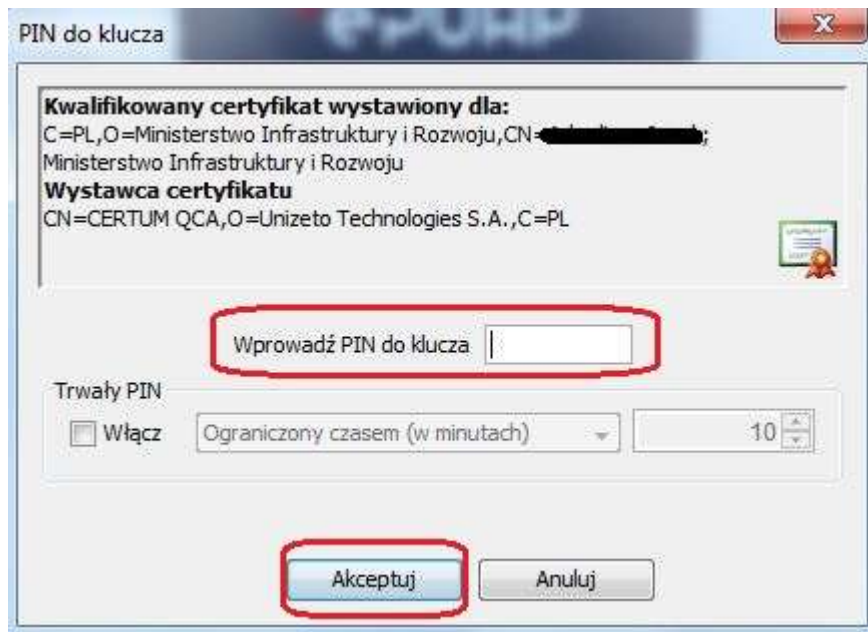 ePUAP
PIN do klucza
Kwalifikowany certyfikat wystawiony dla:
C=PL,O=Ministerstwo Infrastruktury i Rozwoju,CN=
Ministerstwo Infrastruktury i Rozwoju
Wystawca certyfikatu
CN=CERTUM QCA,O=Unizeto Technologies S.A.,C=PL
Wprowadź PIN do klucza
Trwały PIN
Włącz Ograniczony czasem (w minutach) 10
Akceptuj Anuluj